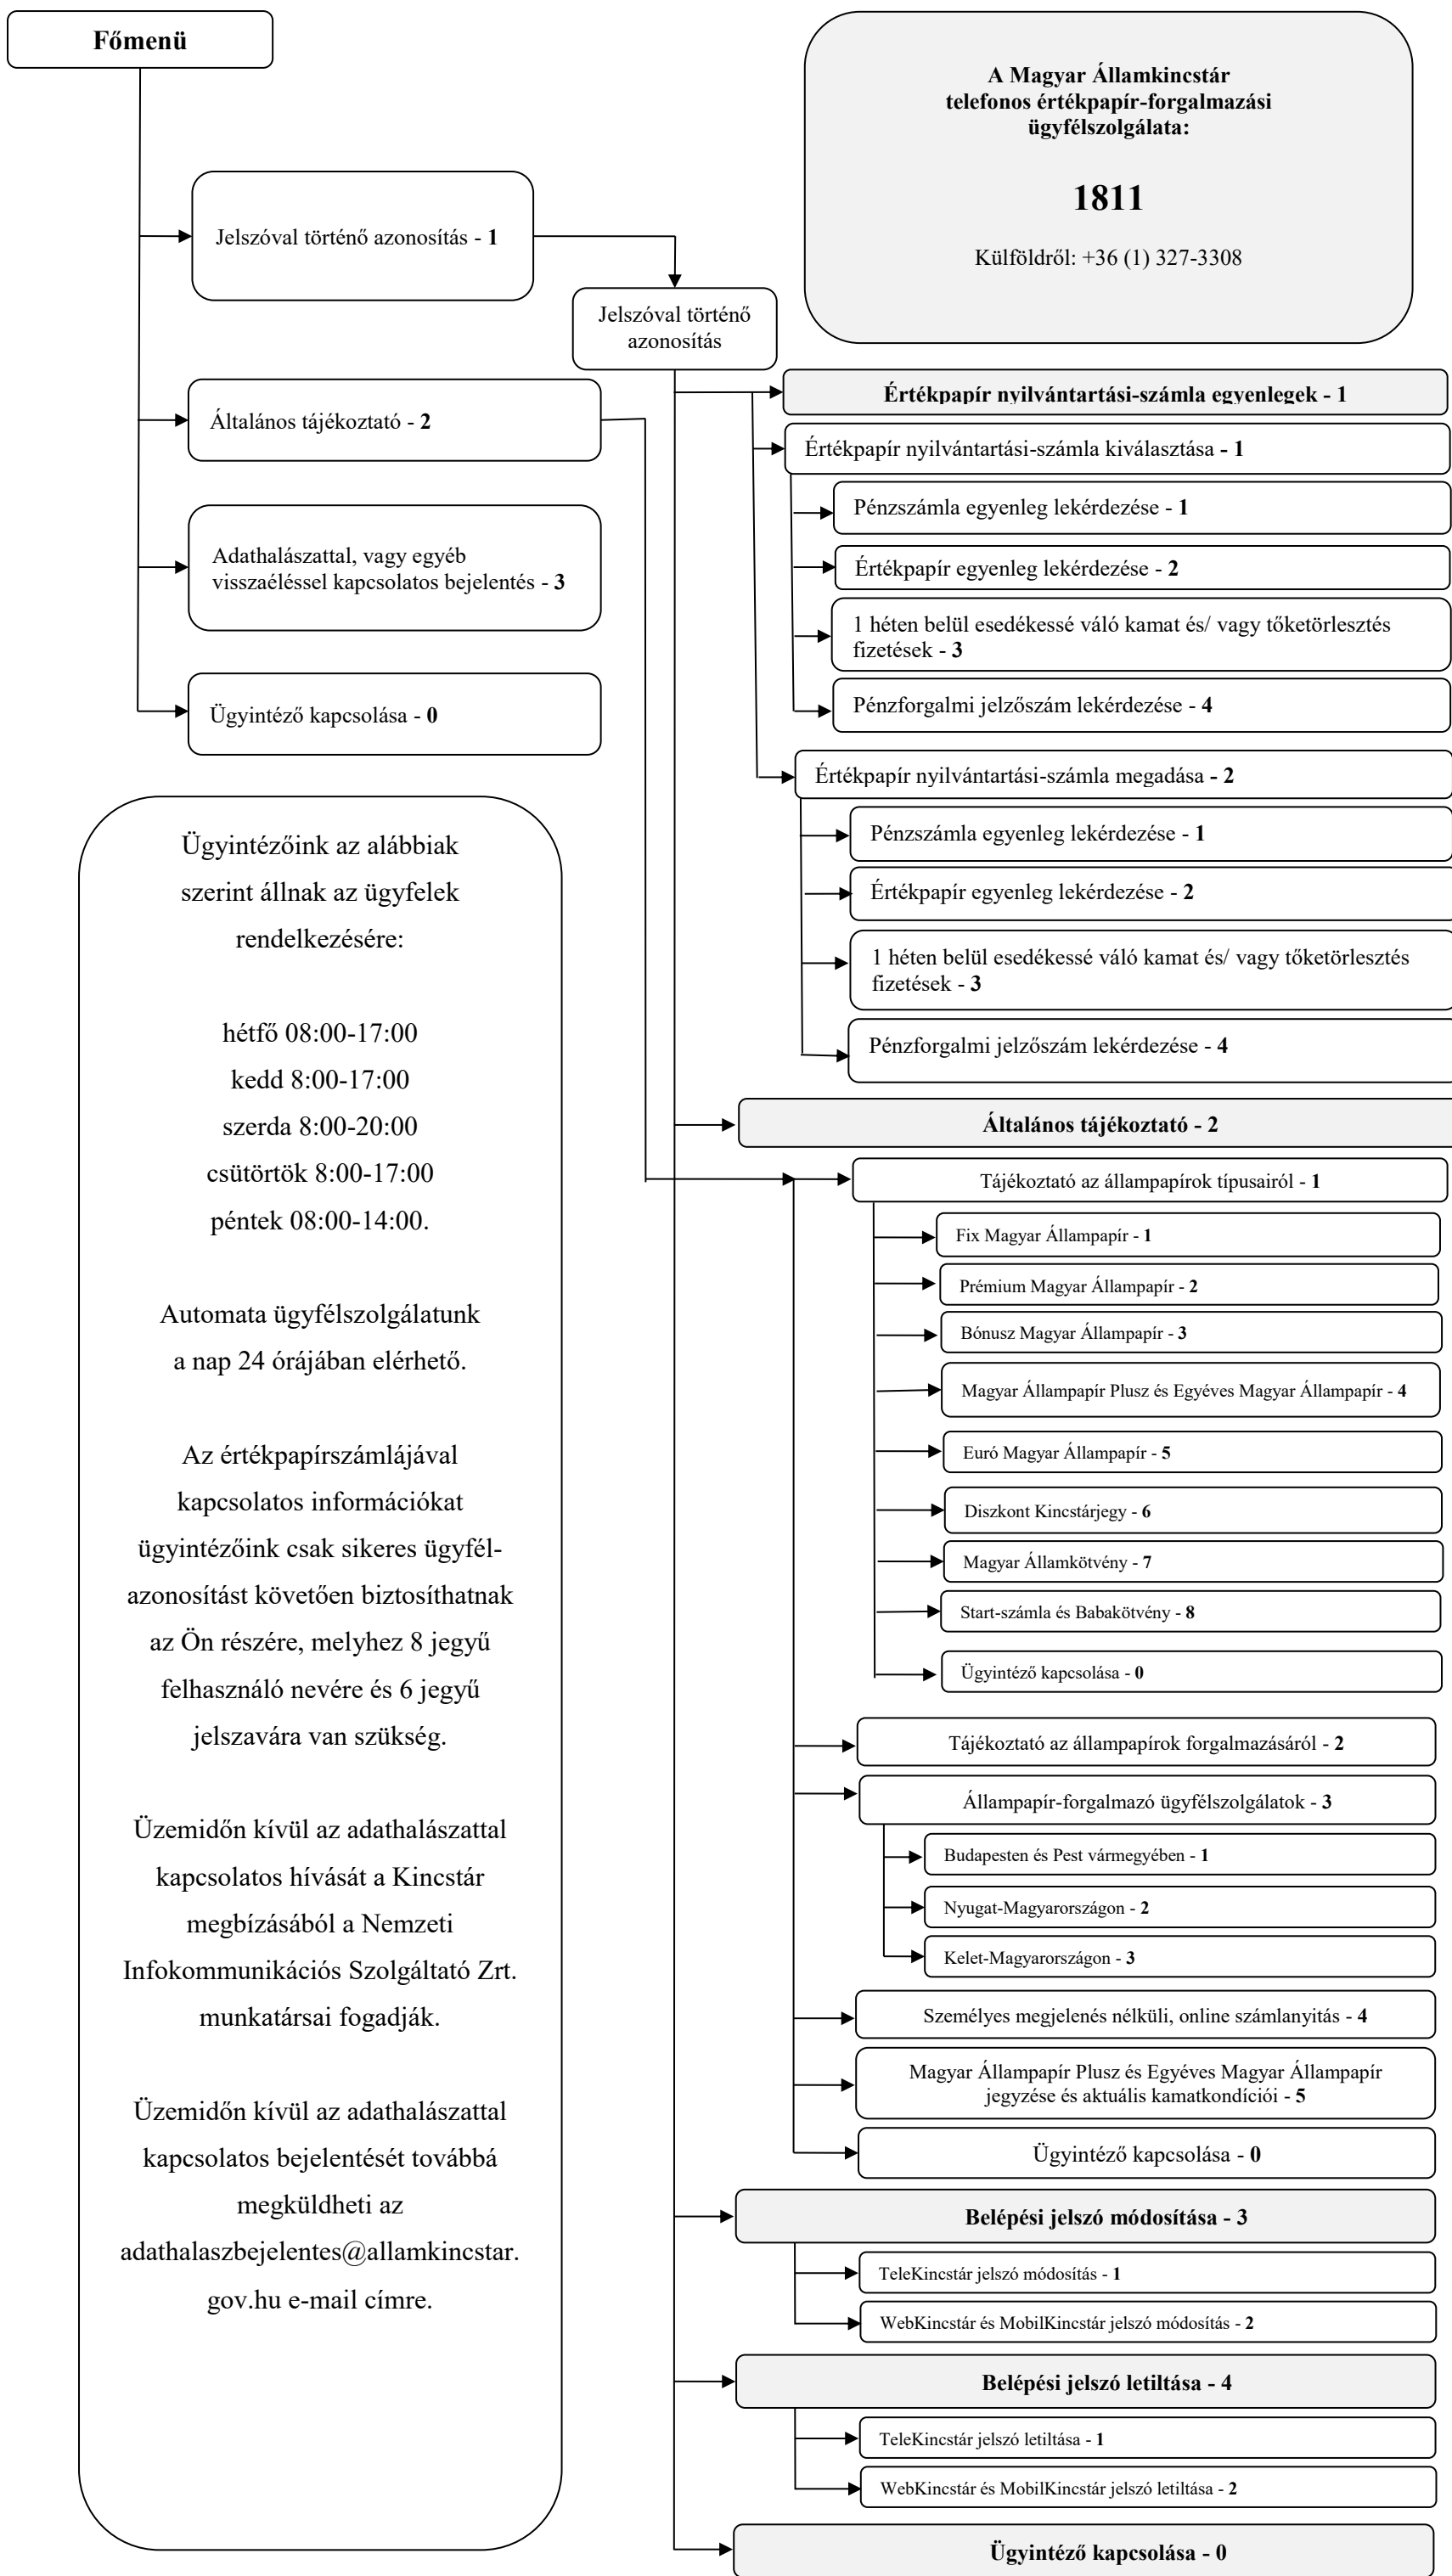 Főmenü
A Magyar Államkincstár
telefonos értékpapír-forgalmazási
ügyfélszolgálata:
1811
Külföldről: +36 (1) 327-3308
Jelszóval történő azonosítás - 1
Általános tájékoztató - 2
Adathalászattal, vagy egyéb
visszaéléssel kapcsolatos bejelentés - 3
Ügyintéző kapcsolása - 0
Ügyintézőink az alábbiak
szerint állnak az ügyfelek
rendelkezésére:
hétfő 08:00-17:00
kedd 8:00-17:00
szerda 8:00-20:00
csütörtök 8:00-17:00
péntek 08:00-14:00.
Automata ügyfélszolgálatunk
a nap 24 órájában elérhető.
Az értékpapírszámlájával
kapcsolatos információkat
ügyintézőink csak sikeres ügyfél-
azonosítást követően biztosíthatnak
az Ön részére, melyhez 8 jegyű
felhasználó nevére és 6 jegyű
jelszavára van szükség.
Üzemidőn kívül az adathalászattal
kapcsolatos hívását a Kincstár
megbízásából a Nemzeti
Infokommunikációs Szolgáltató Zrt.
munkatársai fogadják.
Üzemidőn kívül az adathalászattal
kapcsolatos bejelentését továbbá
megküldheti az
adathalaszbejelentes@allamkincstar.
gov.hu e-mail címre.
Jelszóval történő
azonosítás
Értékpapír nyilvántartási-számla egyenlegek - 1
Értékpapír nyilvántartási-számla kiválasztása - 1
Pénzszámla egyenleg lekérdezése - 1
Értékpapír egyenleg lekérdezése - 2
1 héten belül esedékessé váló kamat és/ vagy tőketörlesztés
fizetések - 3
Pénzforgalmi jelzőszám lekérdezése - 4
Értékpapír nyilvántartási-számla megadása - 2
Pénzszámla egyenleg lekérdezése - 1
Értékpapír egyenleg lekérdezése - 2
1 héten belül esedékessé váló kamat és/ vagy tőketörlesztés
fizetések - 3
Pénzforgalmi jelzőszám lekérdezése - 4
Általános tájékoztató - 2
Tájékoztató az állampapírok típusairól - 1
Fix Magyar Állampapír - 1
Prémium Magyar Állampapír - 2
Bónusz Magyar Állampapír - 3
Magyar Állampapír Plusz és Egyéves Magyar Állampapír - 4
Euró Magyar Állampapír - 5
Diszkont Kincstárjegy - 6
Magyar Államkötvény - 7
Start-számla és Babakötvény - 8
Ügyintéző kapcsolása - 0
Tájékoztató az állampapírok forgalmazásáról - 2
Állampapír-forgalmazó ügyfélszolgálatok - 3
Budapesten és Pest vármegyében - 1
Nyugat-Magyarországon - 2
Kelet-Magyarországon - 3
Személyes megjelenés nélküli, online számlanyitás - 4
Magyar Állampapír Plusz és Egyéves Magyar Állampapír
jegyzése és aktuális kamatkondíciói - 5
Ügyintéző kapcsolása - 0
Belépési jelszó módosítása - 3
TeleKincstár jelszó módosítás - 1
WebKincstár és MobilKincstár jelszó módosítás - 2
Belépési jelszó letiltása - 4
TeleKincstár jelszó letiltása - 1
WebKincstár és MobilKincstár jelszó letiltása - 2
Ügyintéző kapcsolása - 0